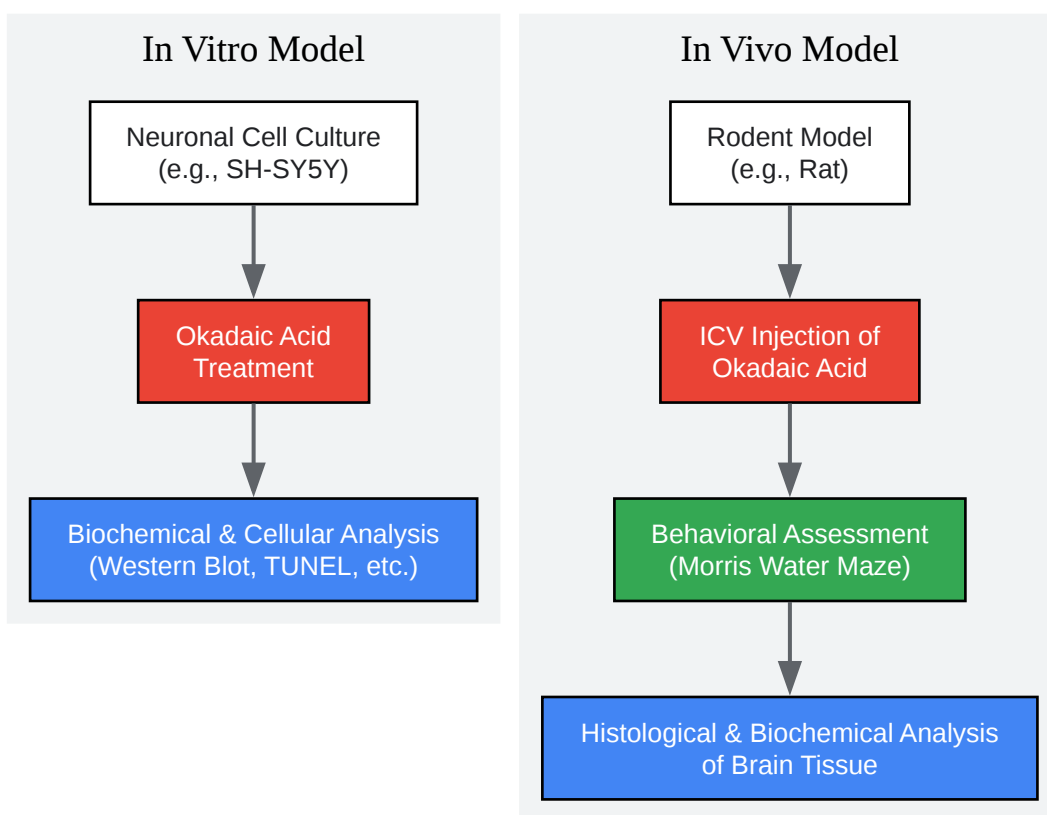 In Vitro Model
Neuronal Cell Culture
(e.g., SH-SY5Y)
Okadaic Acid
Treatment
Biochemical & Cellular Analysis
(Western Blot, TUNEL, etc.)
In Vivo Model
Rodent Model
(e.g., Rat)
ICV Injection of
Okadaic Acid
Behavioral Assessment
(Morris Water Maze)
Histological & Biochemical Analysis
of Brain Tissue